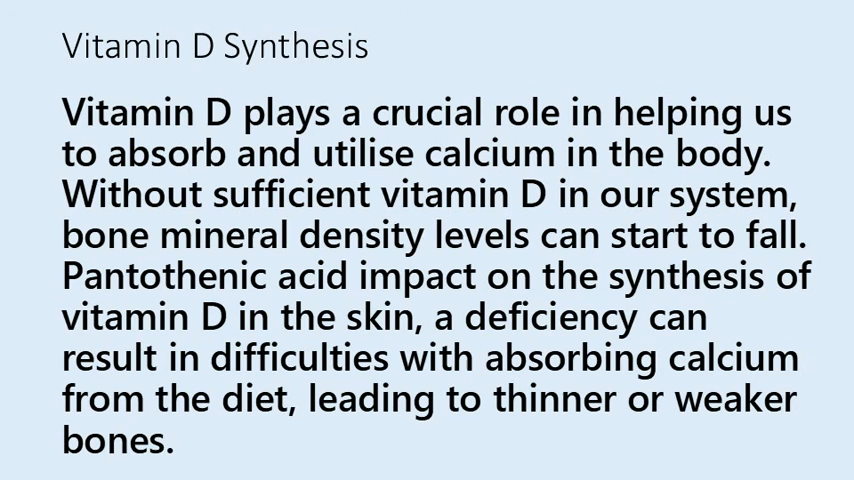 Vitamin D Synthesis
Vitamin D plays a crucial role in helping us
to absorb and utilise calcium in the body.
Without sufficient vitamin D in our system,
bone mineral density levels can start to fall.
Pantothenic acid impact on the synthesis of
vitamin D in the skin, a deficiency can
result in difficulties with absorbing calcium
from the diet, leading to thinner or weaker
bones.